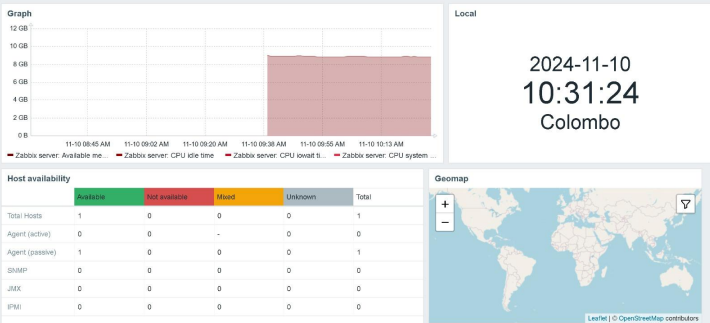 Graph
12 GB
10 GB
8 GB
6 GB
4 GB
2 GB
0 B
11-10 08:45 AM 11-10 09:02 AM 11-10 09:20 AM 11-10 09:38 AM 11-10 09:55 AM 11-10 10:13 AM
Zabbix server: Available me... Zabbix server: CPU idle time Zabbix server: CPU iowait ti... Zabbix server: CPU system ...
Local
2024-11-10
10:31:24
Colombo
Host availability
Available Not available Mixed Unknown Total
Total Hosts 1 0 0 0 1
Agent (active) 0 0 - 0 0
Agent (passive) 1 0 0 0 1
SNMP 0 0 0 0 0
JMX 0 0 0 0 0
IPMI 0 0 0 0 0
Geomap
+
−
Leaflet | © OpenStreetMap contributors